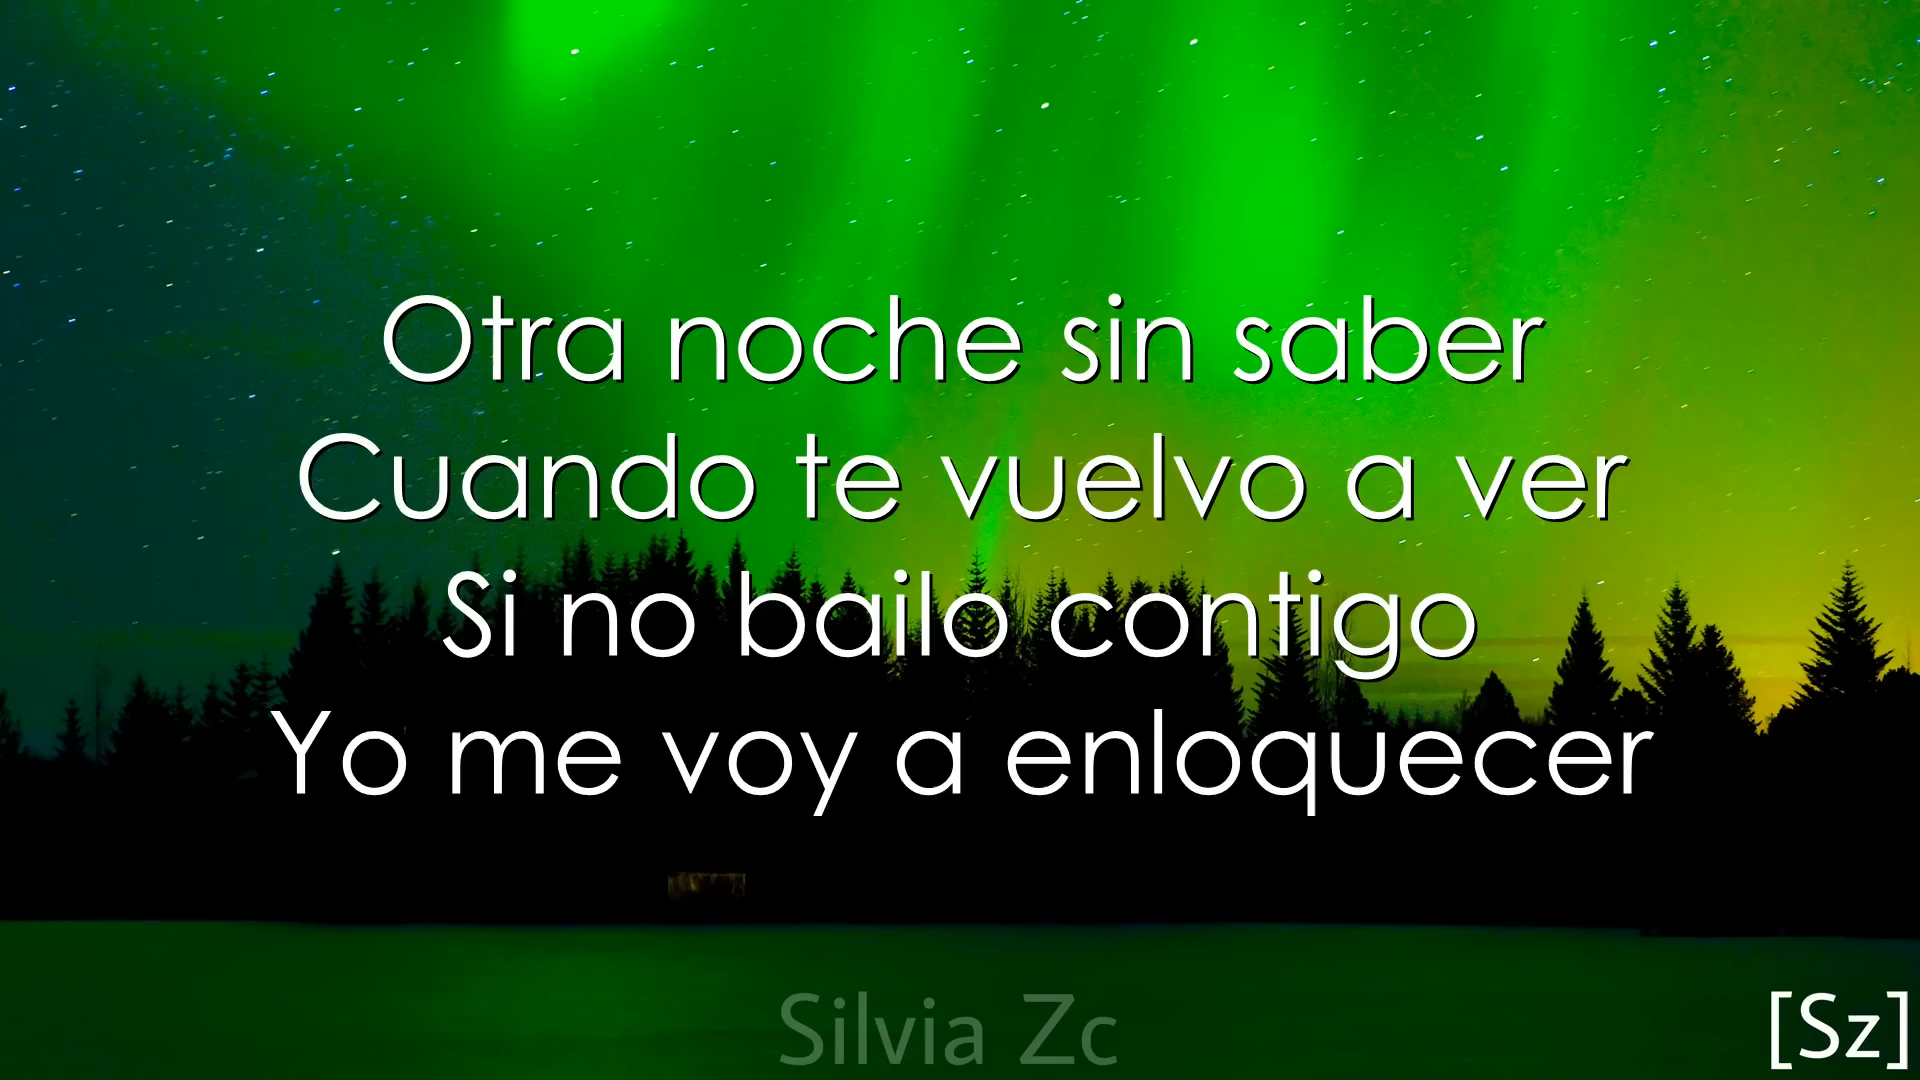 Otra noche sin saber
Cuando te vuelvo a ver
Si no bailo contigo
Yo me voy a enloquecer
Silvia Zc
[Sz]